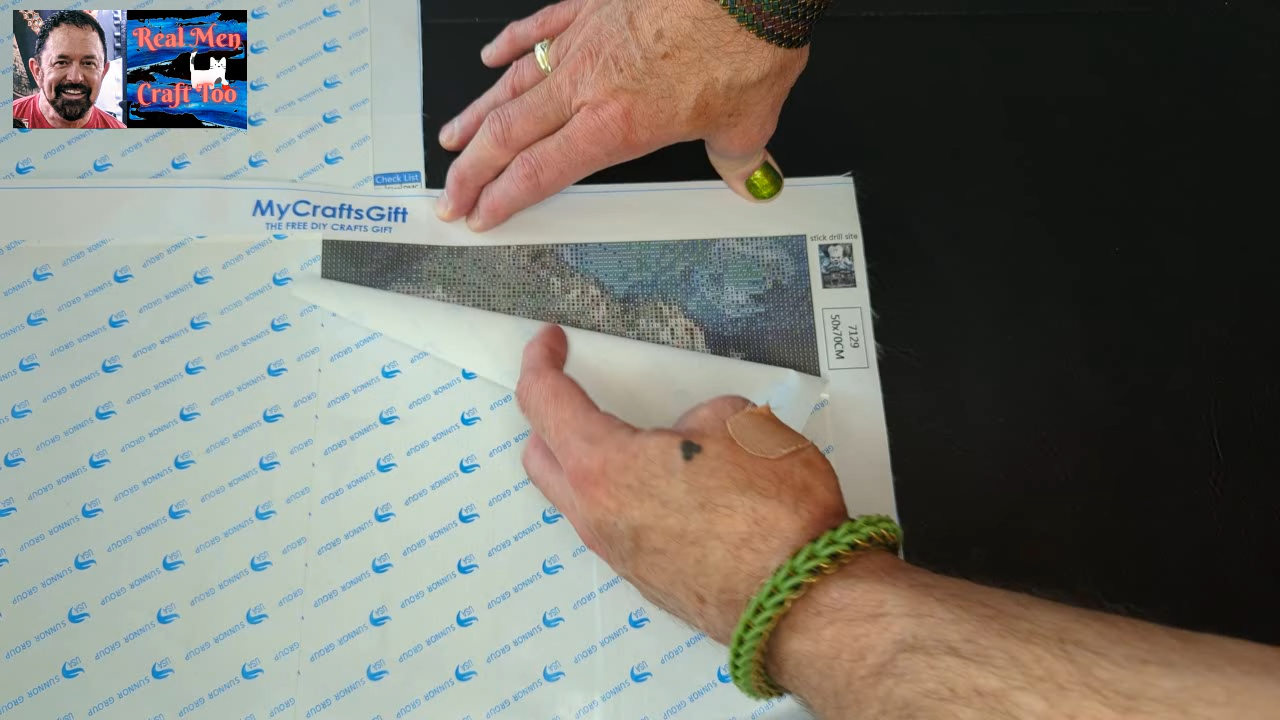 Real Men
Craft Too
Check List
MyCraftsGift
THE FREE DIY CRAFTS GIFT
stick drill site
7129
50x70CM
SUNNOR GROUP
USA